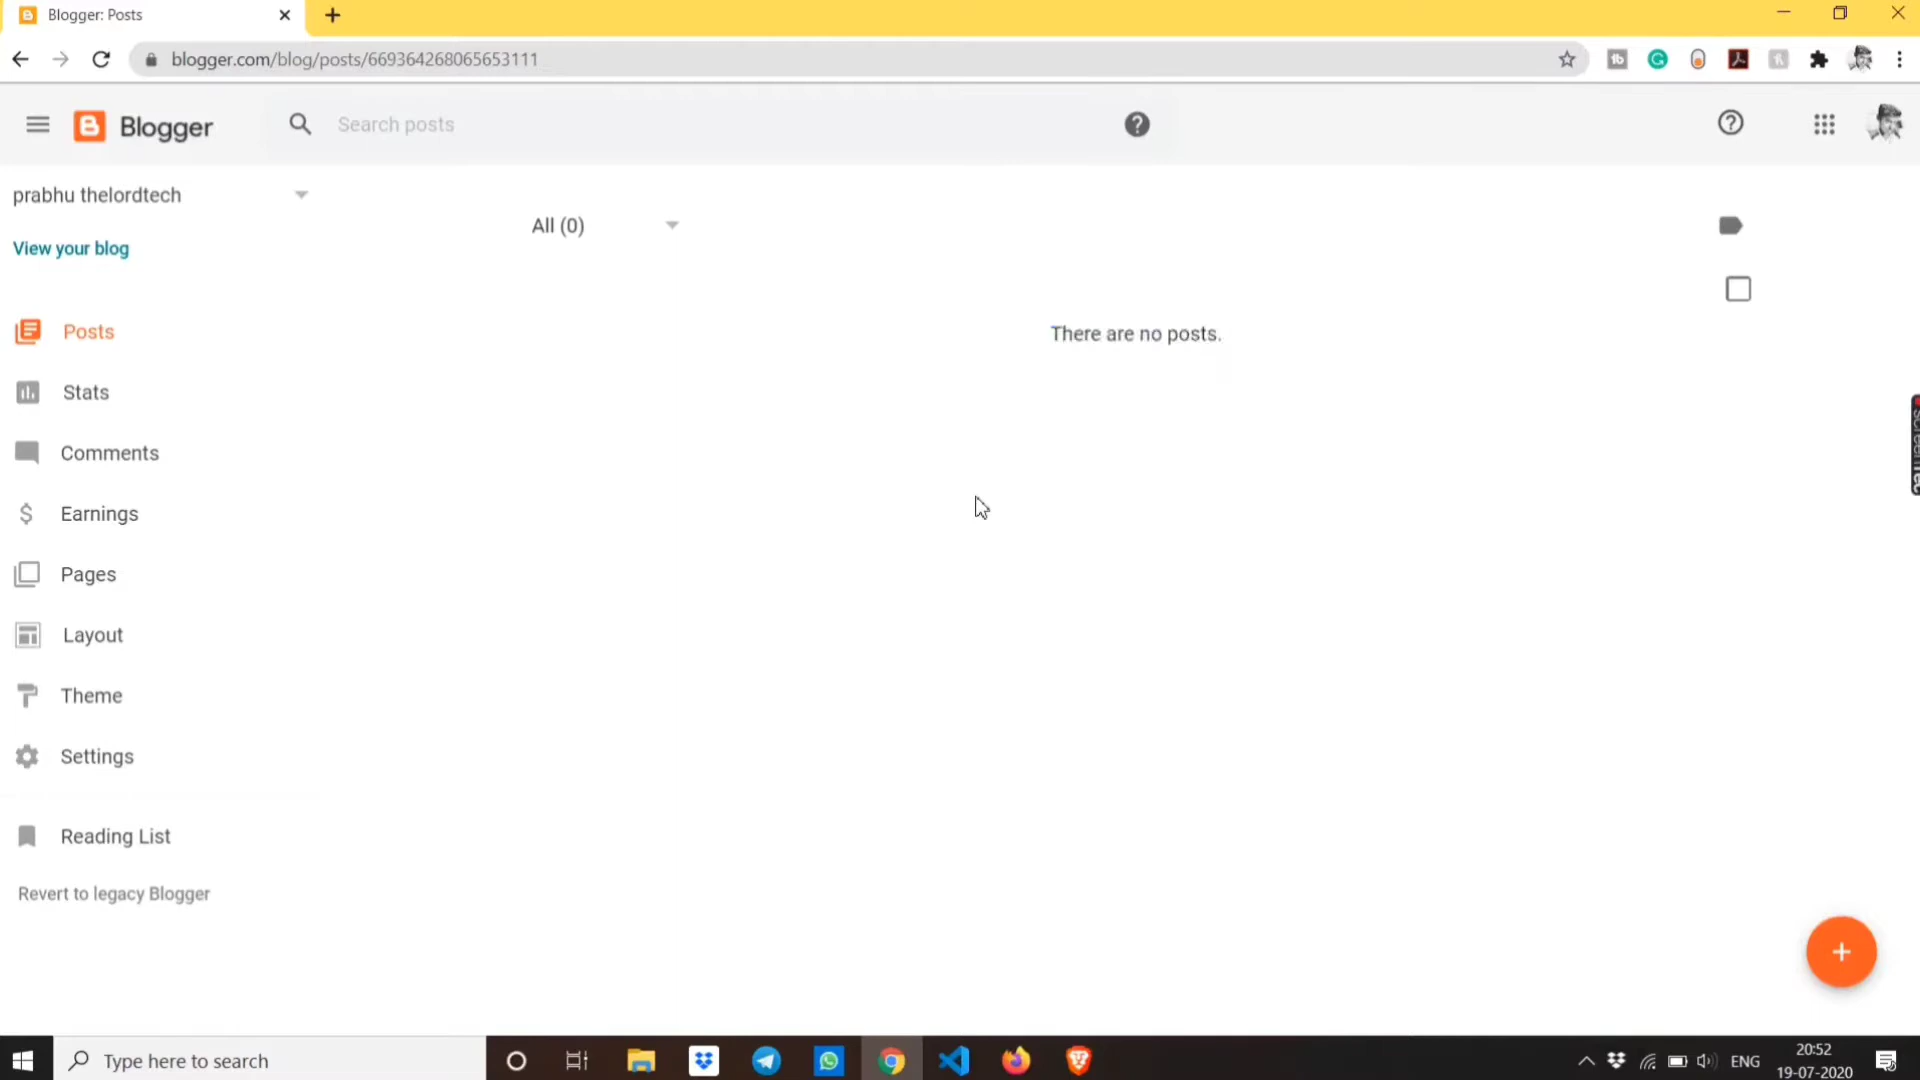 Blogger: Posts
blogger.com/blog/posts/669364268065653111
Blogger
Search posts
prabhu thelordtech
All (0)
View your blog
There are no posts.
Posts
Stats
Comments
Earnings
Pages
Layout
Theme
Settings
Reading List
Revert to legacy Blogger
Type here to search
ENG
20:52
19-07-2020